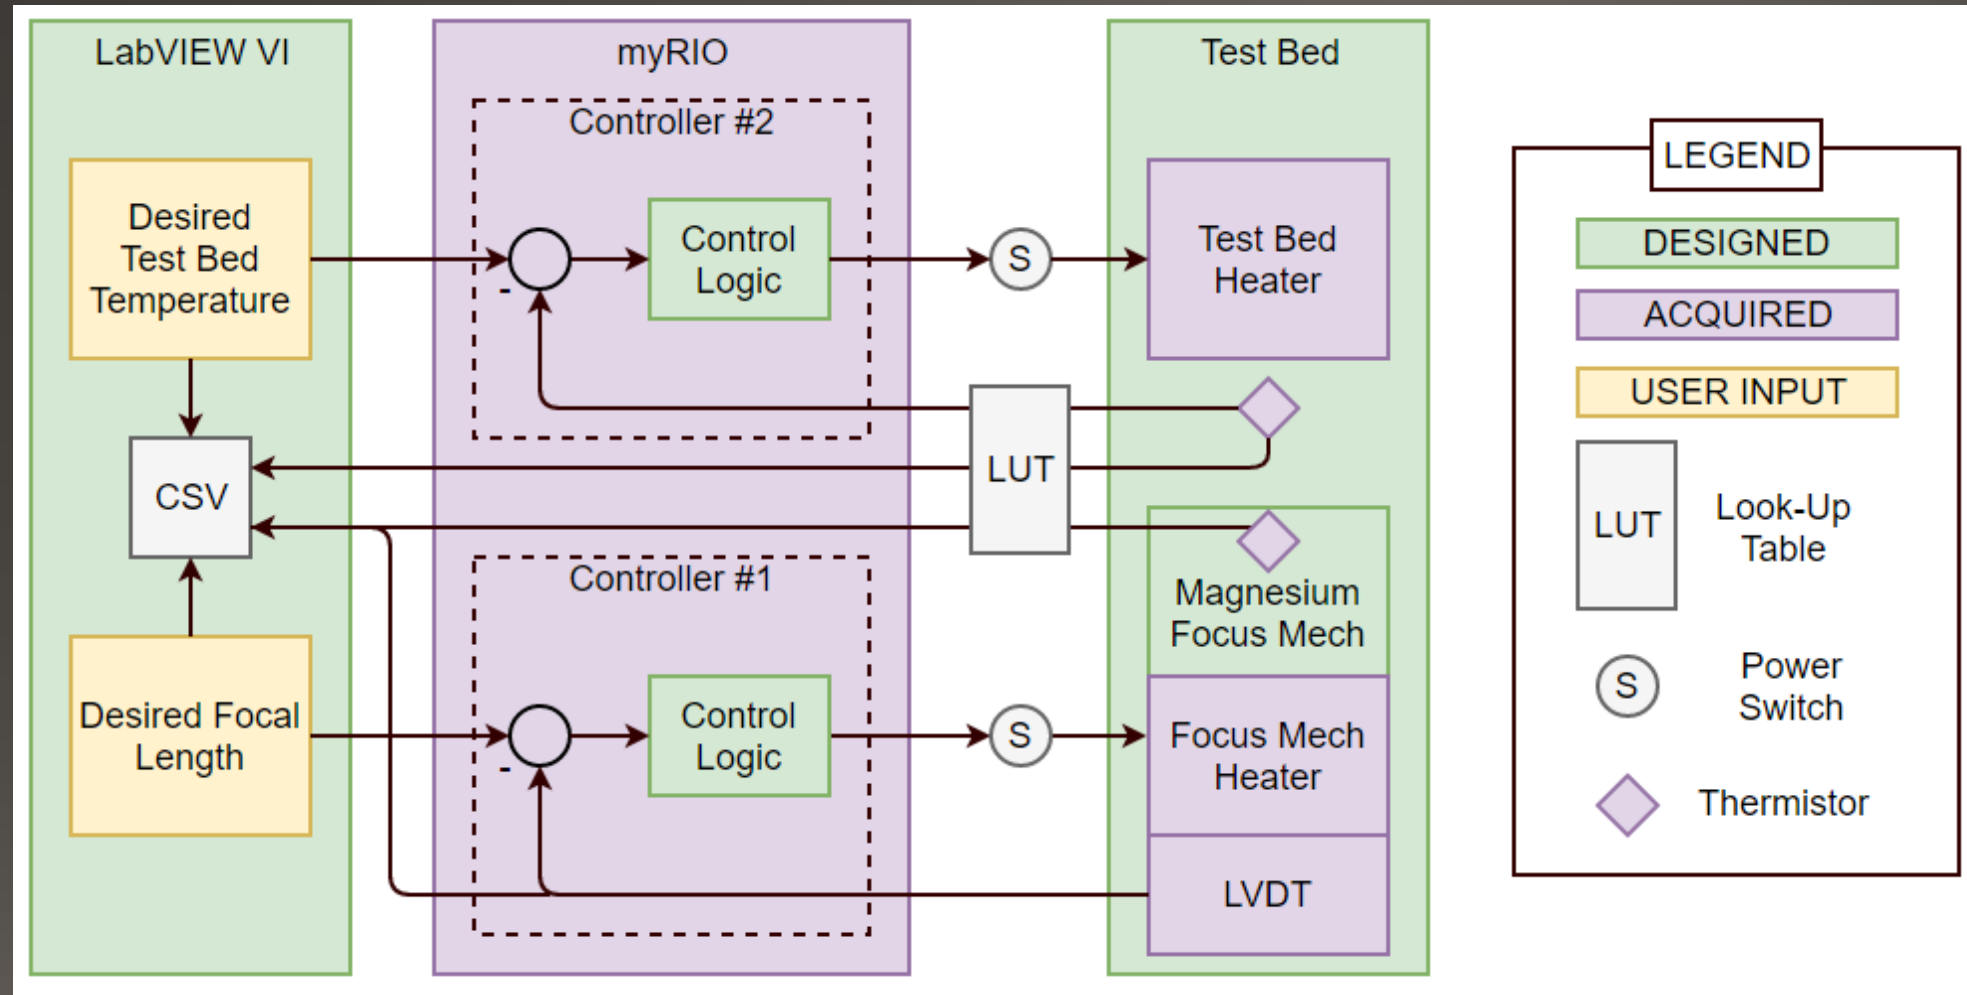 LabVIEW VI
myRIO
Test Bed
Controller #2
LEGEND
Desired
Test Bed
Temperature
-
Control
Logic
S
Test Bed
Heater
DESIGNED
ACQUIRED
USER INPUT
CSV
LUT
LUT
Look-Up
Table
Controller #1
Magnesium
Focus Mech
Desired Focal
Length
-
Control
Logic
S
Focus Mech
Heater
S
Power
Switch
LVDT
Thermistor